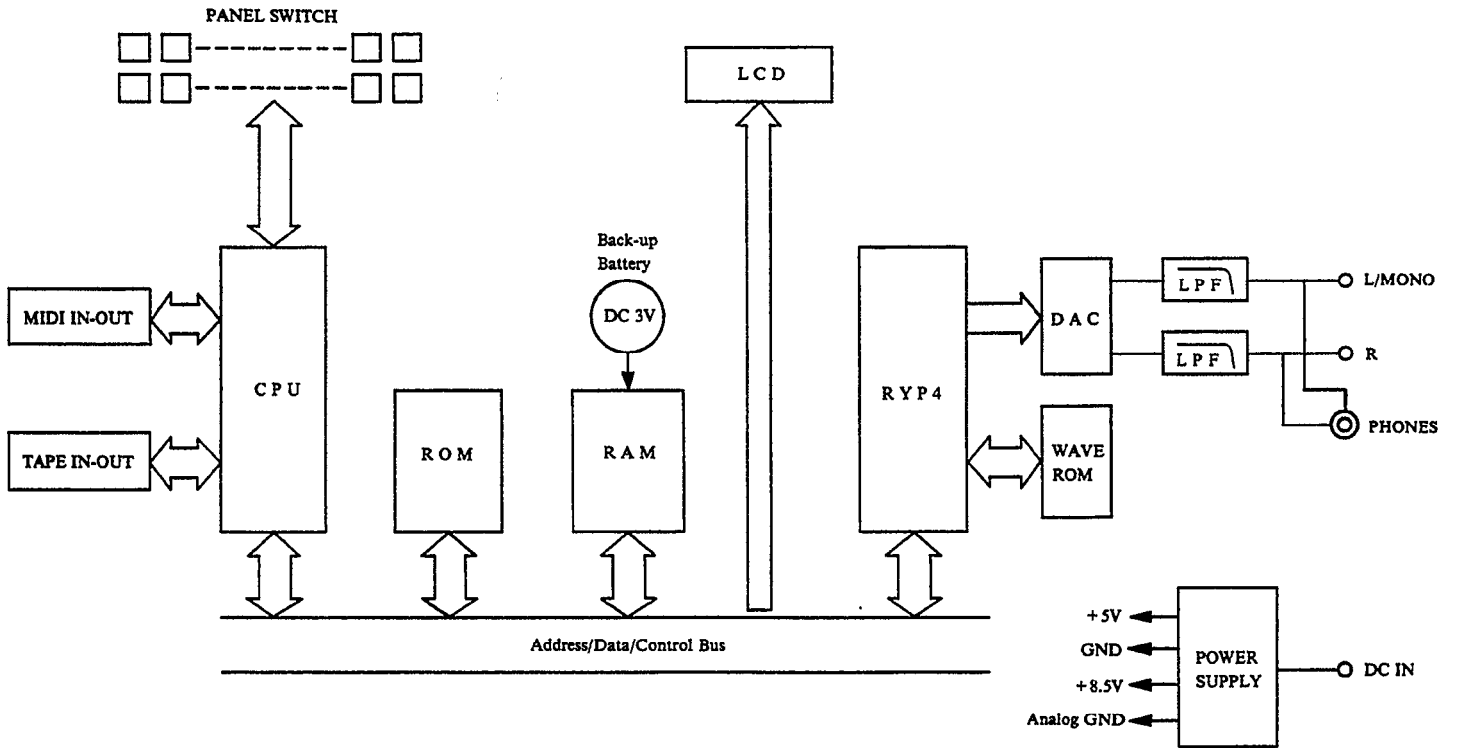 PANEL SWITCH
LCD
Back-up
Battery
DC 3V
MIDI IN-OUT
TAPE IN-OUT
CPU
ROM
RAM
RYP4
DAC
LPF
LPF
L/MONO
R
PHONES
WAVE
ROM
Address/Data/Control Bus
+5V
GND
+8.5V
Analog GND
POWER
SUPPLY
DC IN